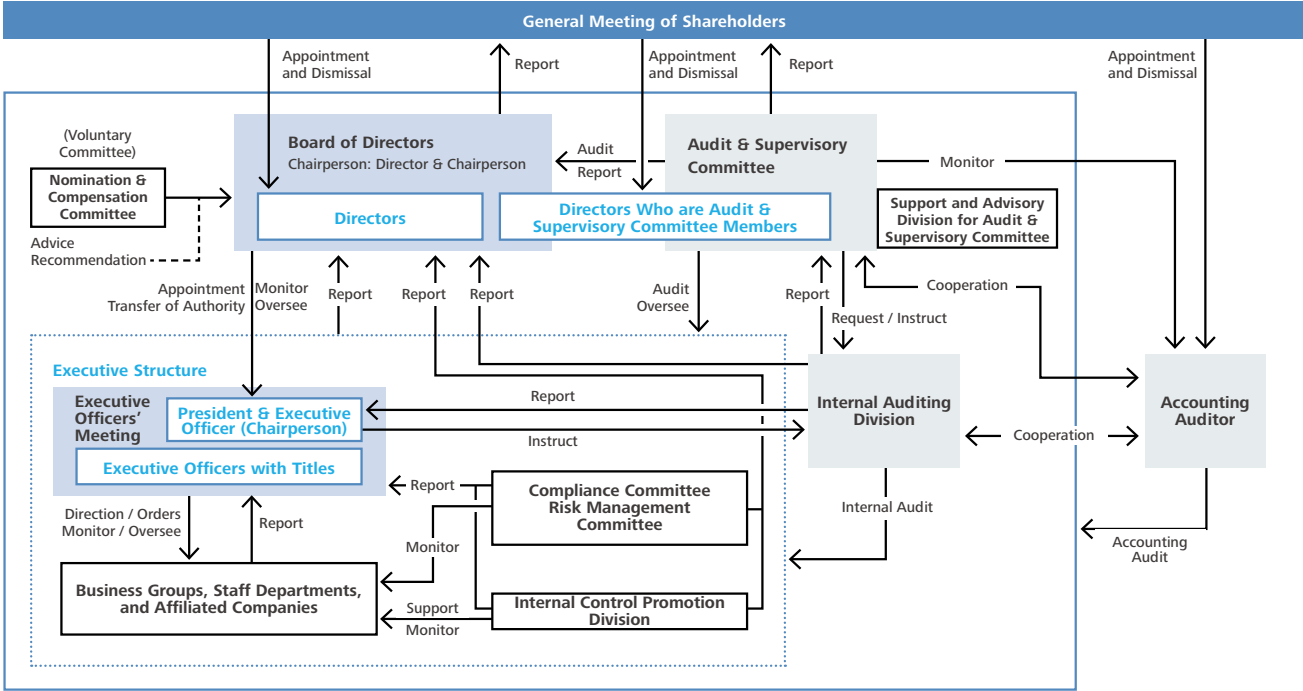 General Meeting of Shareholders
Appointment
and Dismissal
Report
Appointment
and Dismissal
Report
Appointment
and Dismissal
(Voluntary
Committee)
Nomination &
Compensation
Committee
Advice
Recommendation
Board of Directors
Chairperson: Director & Chairperson
Directors
Audit
Report
Audit & Supervisory
Committee
Directors Who are Audit &
Supervisory Committee Members
Monitor
Support and Advisory
Division for Audit &
Supervisory Committee
Appointment
Transfer of Authority
Monitor
Oversee
Report
Report
Report
Audit
Oversee
Report
Request / Instruct
Cooperation
Executive Structure
Executive
Officers’
Meeting
President & Executive
Officer (Chairperson)
Executive Officers with Titles
Report
Instruct
Internal Auditing
Division
Cooperation
Accounting
Auditor
Direction / Orders
Monitor / Oversee
Report
Report
Compliance Committee
Risk Management
Committee
Monitor
Internal Audit
Accounting
Audit
Business Groups, Staff Departments,
and Affiliated Companies
Support
Monitor
Internal Control Promotion
Division